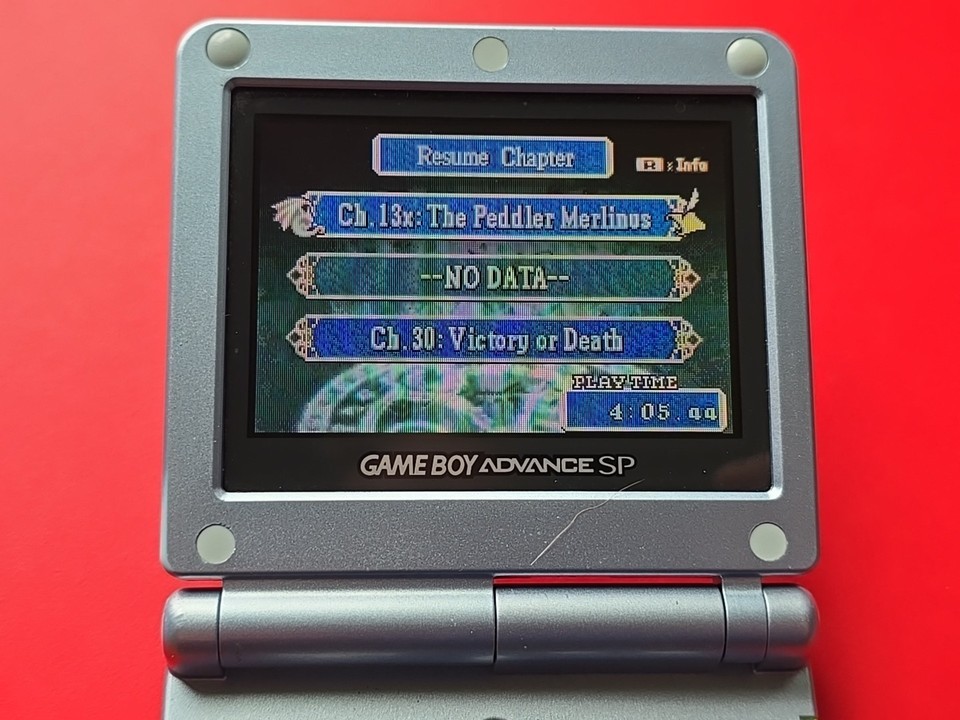 Resume Chapter
R : Info
Ch. 13x: The Peddler Merlinus
--NO DATA--
Ch. 30: Victory or Death
PLAY TIME
4:05.44
GAME BOY ADVANCE SP